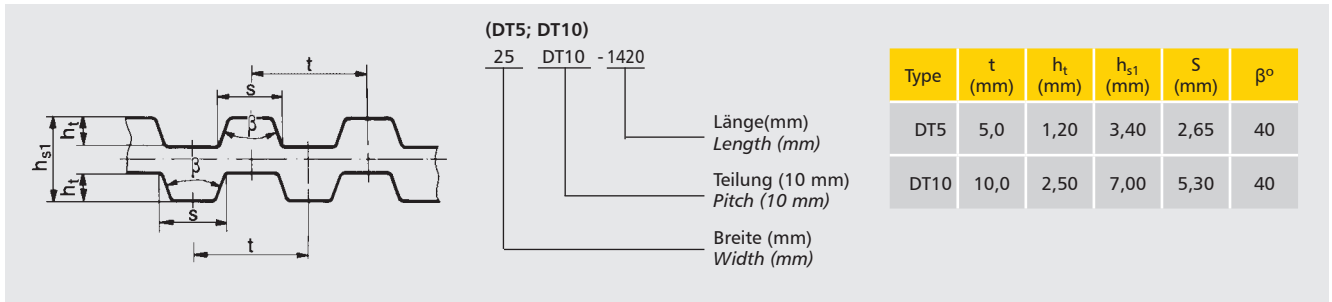 (DT5; DT10)
25 DT10 - 1420
Länge(mm)
Length (mm)
Teilung (10 mm)
Pitch (10 mm)
Breite (mm)
Width (mm)
t
s
β
ht
hs1
β
ht
s
t
Type t (mm) ht (mm) hs1 (mm) S (mm) βº
DT5 5,0 1,20 3,40 2,65 40
DT10 10,0 2,50 7,00 5,30 40